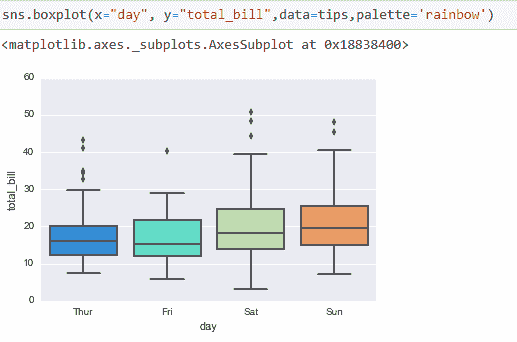 sns.boxplot(x="day", y="total_bill",data=tips,palette='rainbow')
<matplotlib.axes._subplots.AxesSubplot at 0x18838400>
60
50
40
30
20
10
0
total_bill
Thur Fri Sat Sun
day